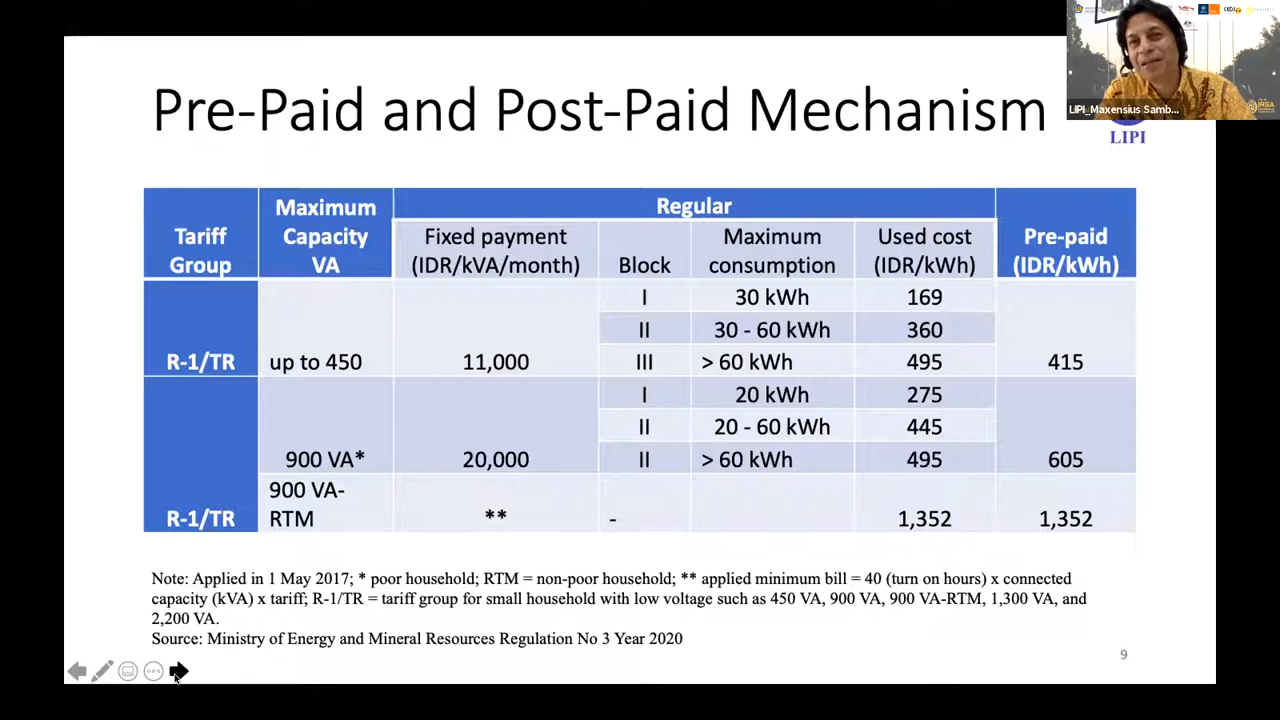 Pre-Paid and Post-Paid Mechanism
LIPI_Maxensius Samb...
IRSA
LIPI
Tariff Group
Maximum Capacity VA
Regular
Fixed payment (IDR/kVA/month)
Block
Maximum consumption
Used cost (IDR/kWh)
Pre-paid (IDR/kWh)
I 30 kWh 169
II 30 - 60 kWh 360
R-1/TR up to 450 11,000 III > 60 kWh 495 415
I 20 kWh 275
II 20 - 60 kWh 445
900 VA* 20,000 II > 60 kWh 495 605
900 VA-
R-1/TR RTM ** - 1,352 1,352
Note: Applied in 1 May 2017; * poor household; RTM = non-poor household; ** applied minimum bill = 40 (turn on hours) x connected
capacity (kVA) x tariff; R-1/TR = tariff group for small household with low voltage such as 450 VA, 900 VA, 900 VA-RTM, 1,300 VA, and
2,200 VA.
Source: Ministry of Energy and Mineral Resources Regulation No 3 Year 2020
9